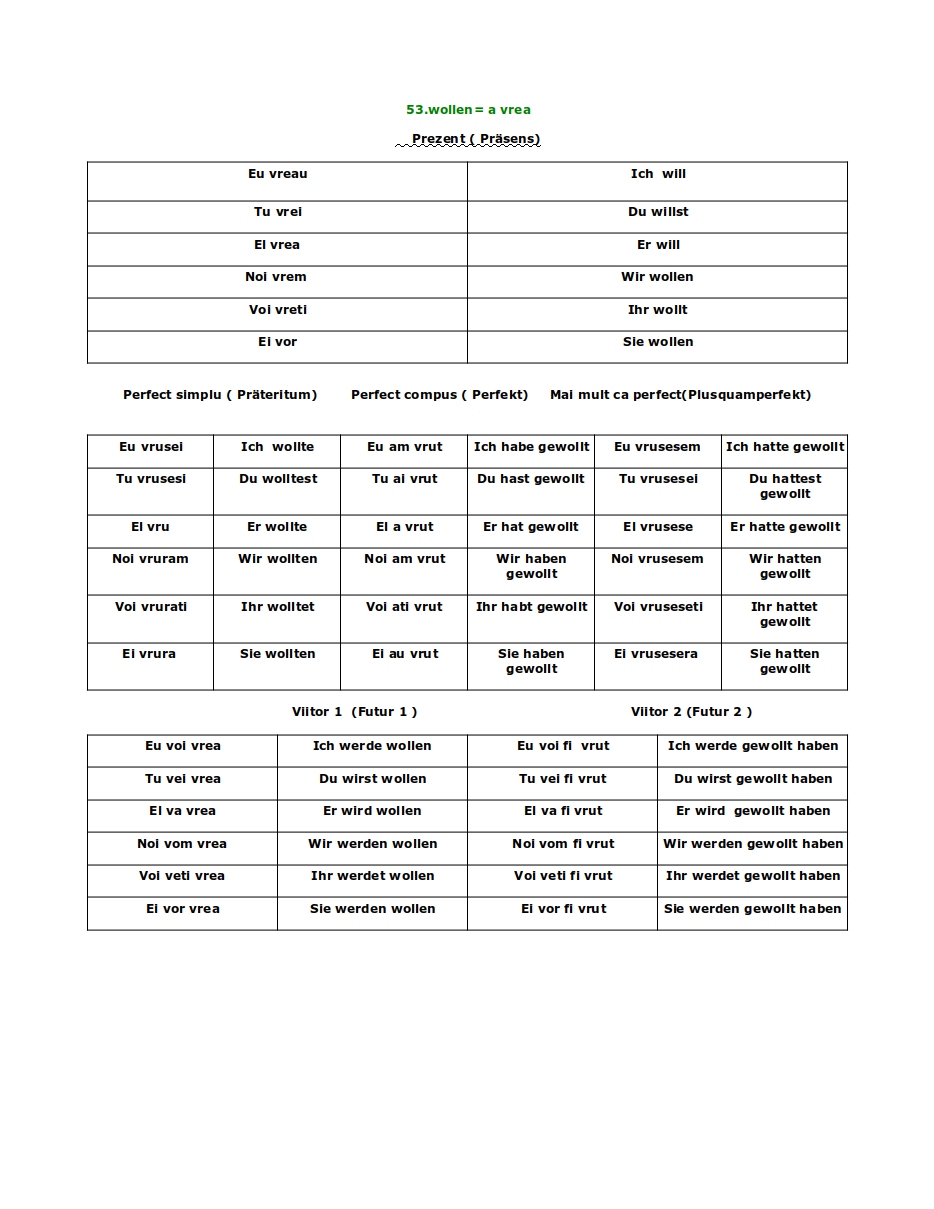 53.wollen= a vrea
Prezent ( Präsens)
Eu vreau Ich will
Tu vrei Du willst
El vrea Er will
Noi vrem Wir wollen
Voi vreti Ihr wollt
Ei vor Sie wollen
Perfect simplu ( Präteritum) Perfect compus ( Perfekt) Mai mult ca perfect(Plusquamperfekt)
Eu vrusei Ich wollte Eu am vrut Ich habe gewollt Eu vrusesem Ich hatte gewollt
Tu vrusesi Du wolltest Tu ai vrut Du hast gewollt Tu vrusesei Du hattest
gewollt
El vru Er wollte El a vrut Er hat gewollt El vrusese Er hatte gewollt
Noi vruram Wir wollten Noi am vrut Wir haben Noi vrusesem Wir hatten
gewollt gewollt
Voi vrurati Ihr wolltet Voi ati vrut Ihr habt gewollt Voi vruseseti Ihr hattet
gewollt
Ei vrura Sie wollten Ei au vrut Sie haben Ei vrusesera Sie hatten
gewollt gewollt
Viitor 1 (Futur 1 ) Viitor 2 (Futur 2 )
Eu voi vrea Ich werde wollen Eu voi fi vrut Ich werde gewollt haben
Tu vei vrea Du wirst wollen Tu vei fi vrut Du wirst gewollt haben
El va vrea Er wird wollen El va fi vrut Er wird gewollt haben
Noi vom vrea Wir werden wollen Noi vom fi vrut Wir werden gewollt haben
Voi veti vrea Ihr werdet wollen Voi veti fi vrut Ihr werdet gewollt haben
Ei vor vrea Sie werden wollen Ei vor fi vrut Sie werden gewollt haben